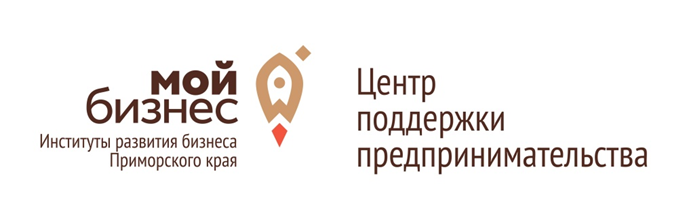 мой
бизнес
Институты развития бизнеса
Приморского края
Центр
поддержки
предпринимательства